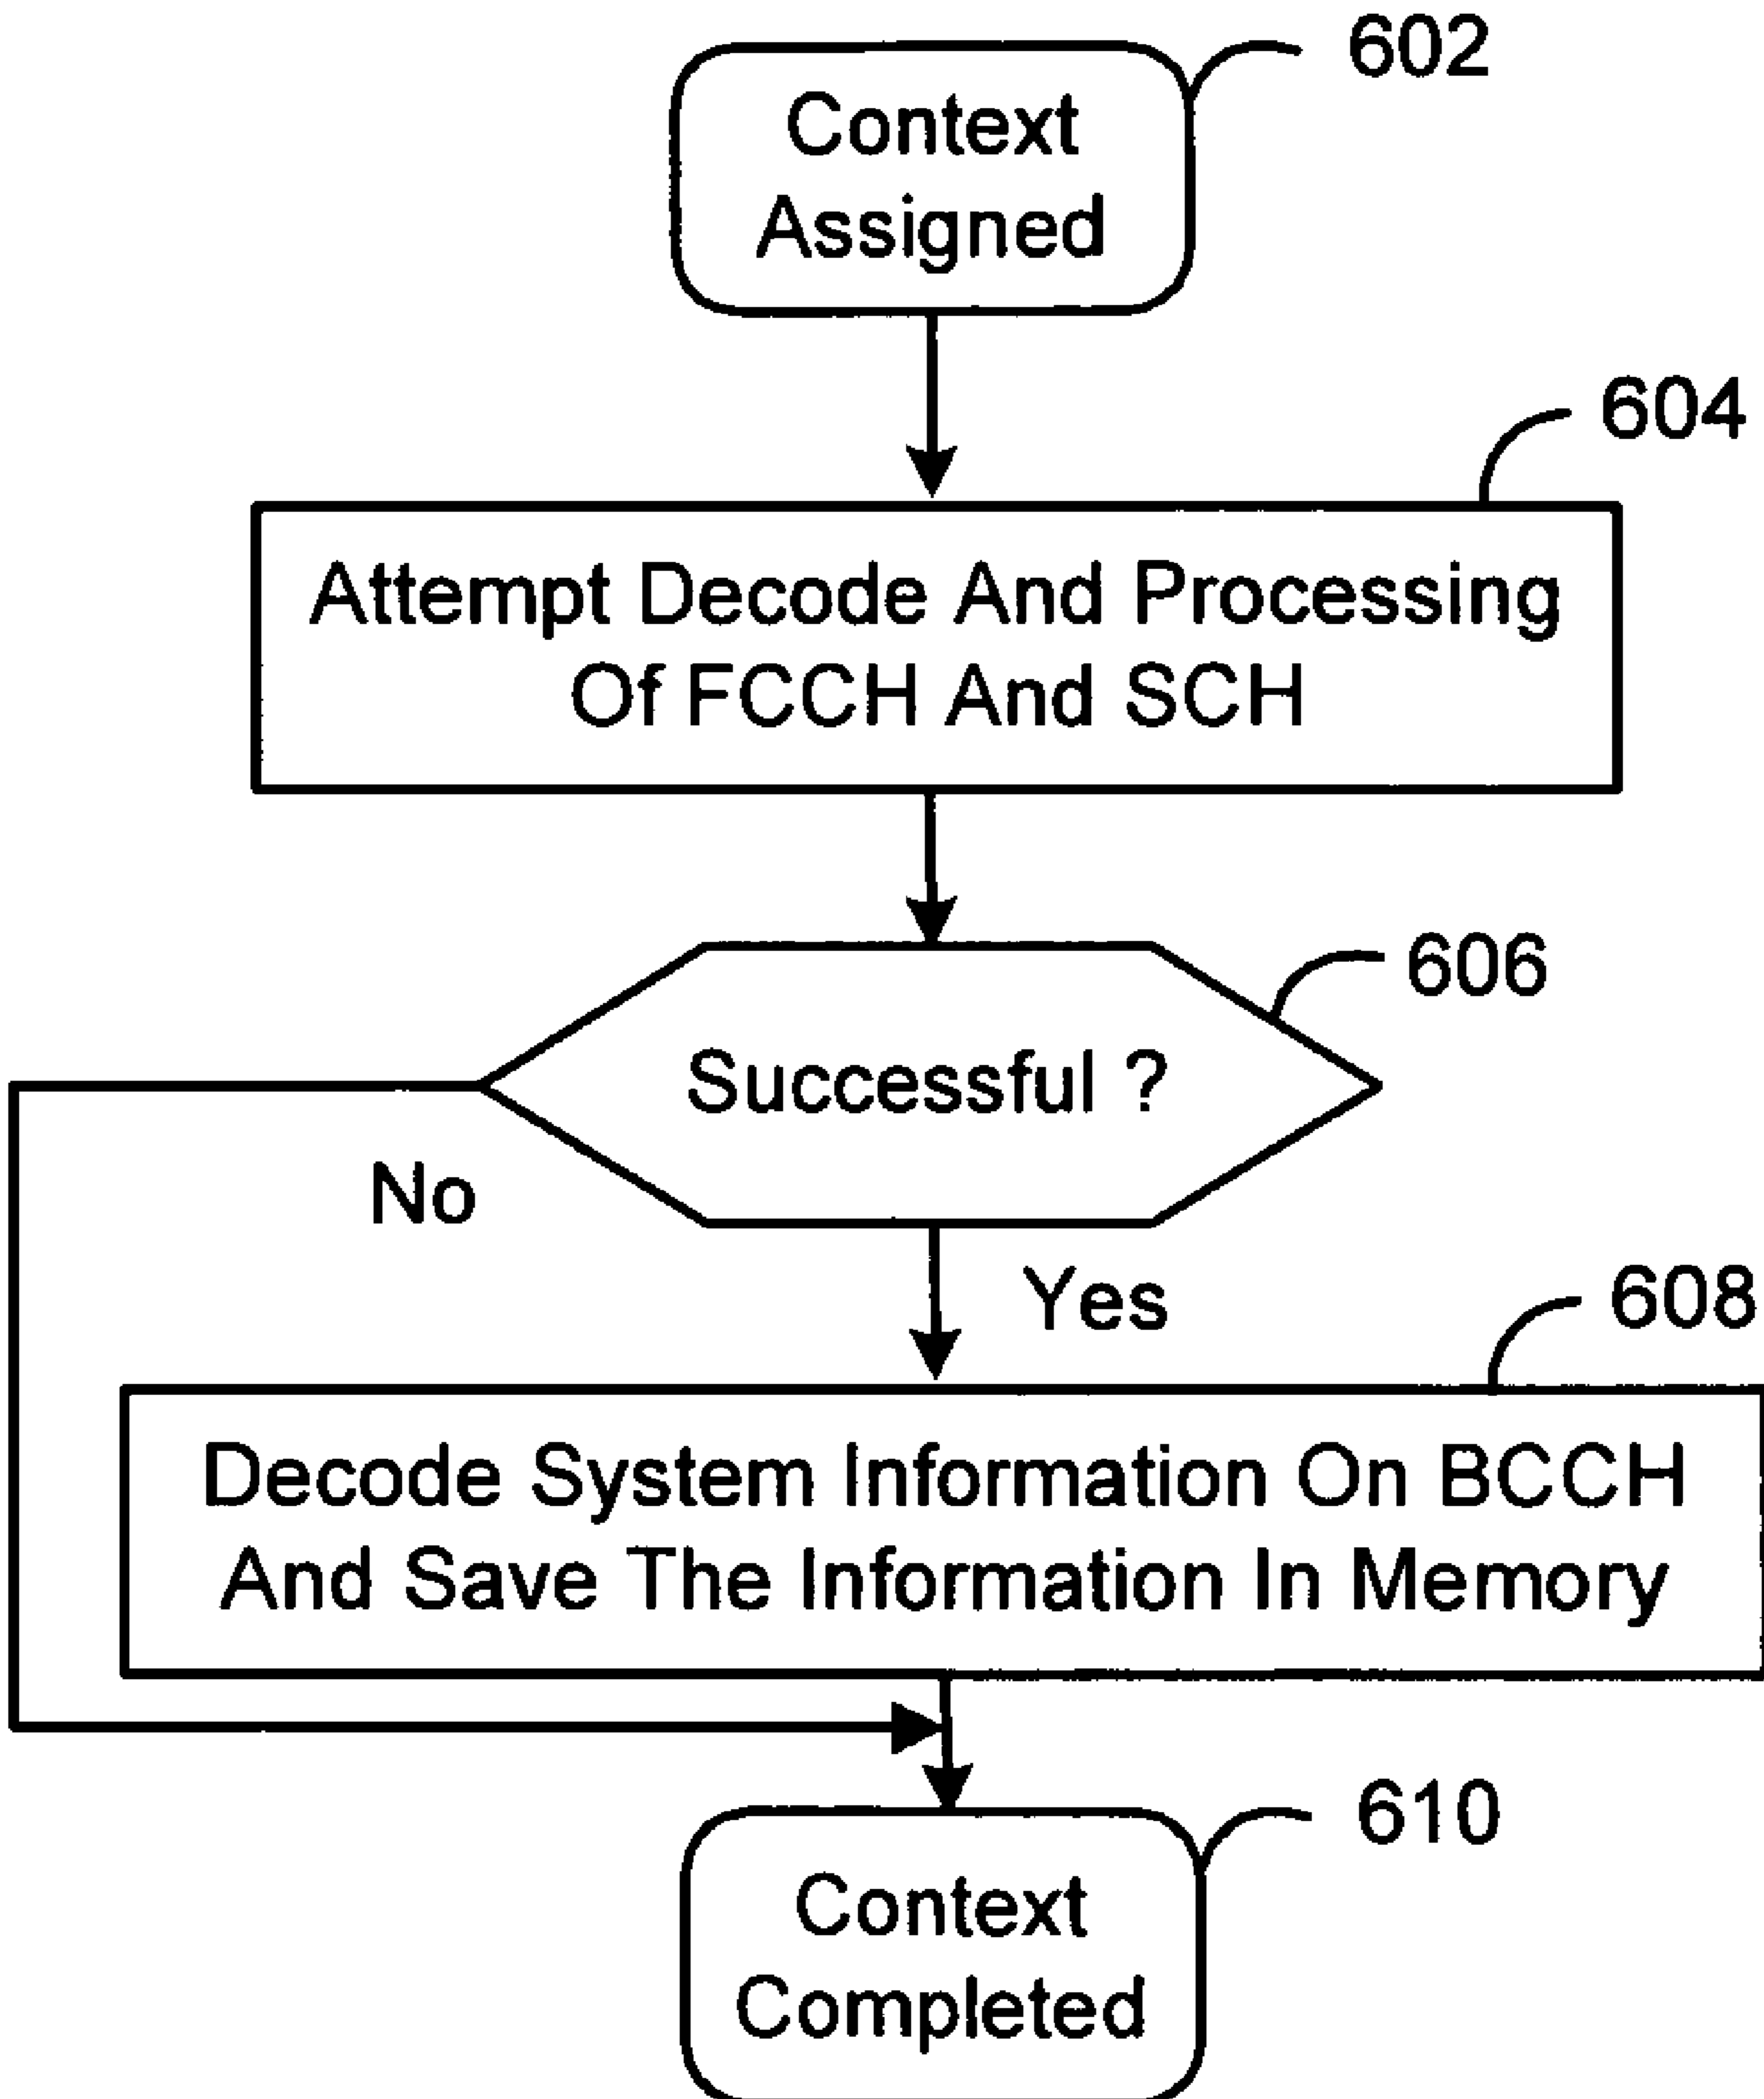 602
Context
Assigned
604
Attempt Decode And Processing
Of FCCH And SCH
606
Successful ?
No
Yes
608
Decode System Information On BCCH
And Save The Information In Memory
610
Context
Completed